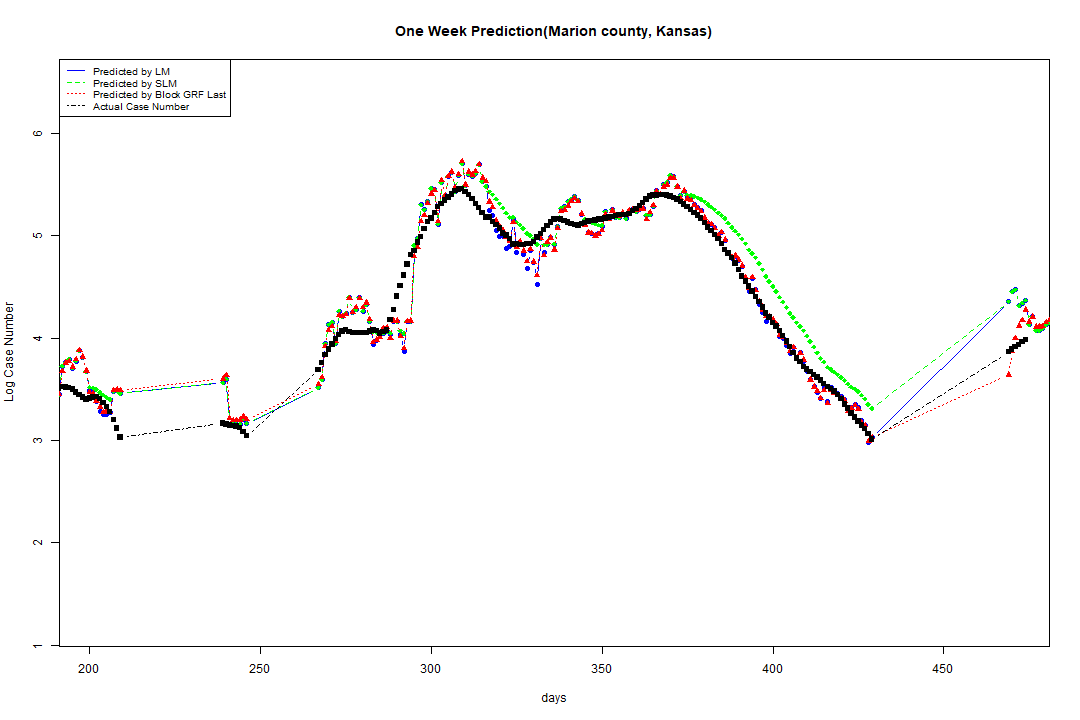 One Week Prediction(Marion county, Kansas)
Predicted by LM
Predicted by SLM
Predicted by Block GRF Last
Actual Case Number
6
5
4
3
2
1
Log Case Number
200 250 300 350 400 450
days